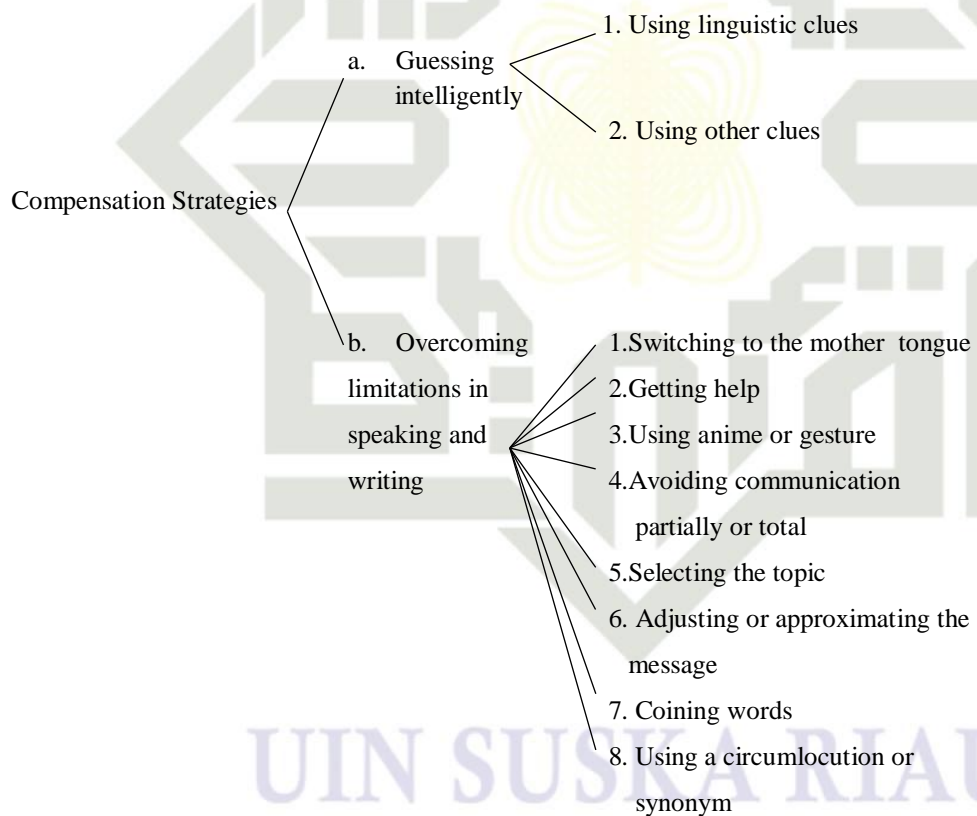 1. Using linguistic clues
a. Guessing
intelligently
2. Using other clues
Compensation Strategies
b. Overcoming
limitations in
speaking and
writing
1.Switching to the mother tongue
2.Getting help
3.Using anime or gesture
4.Avoiding communication
partially or total
5.Selecting the topic
6. Adjusting or approximating the
message
7. Coining words
8. Using a circumlocution or
synonym
UIN SUSKA RIAU